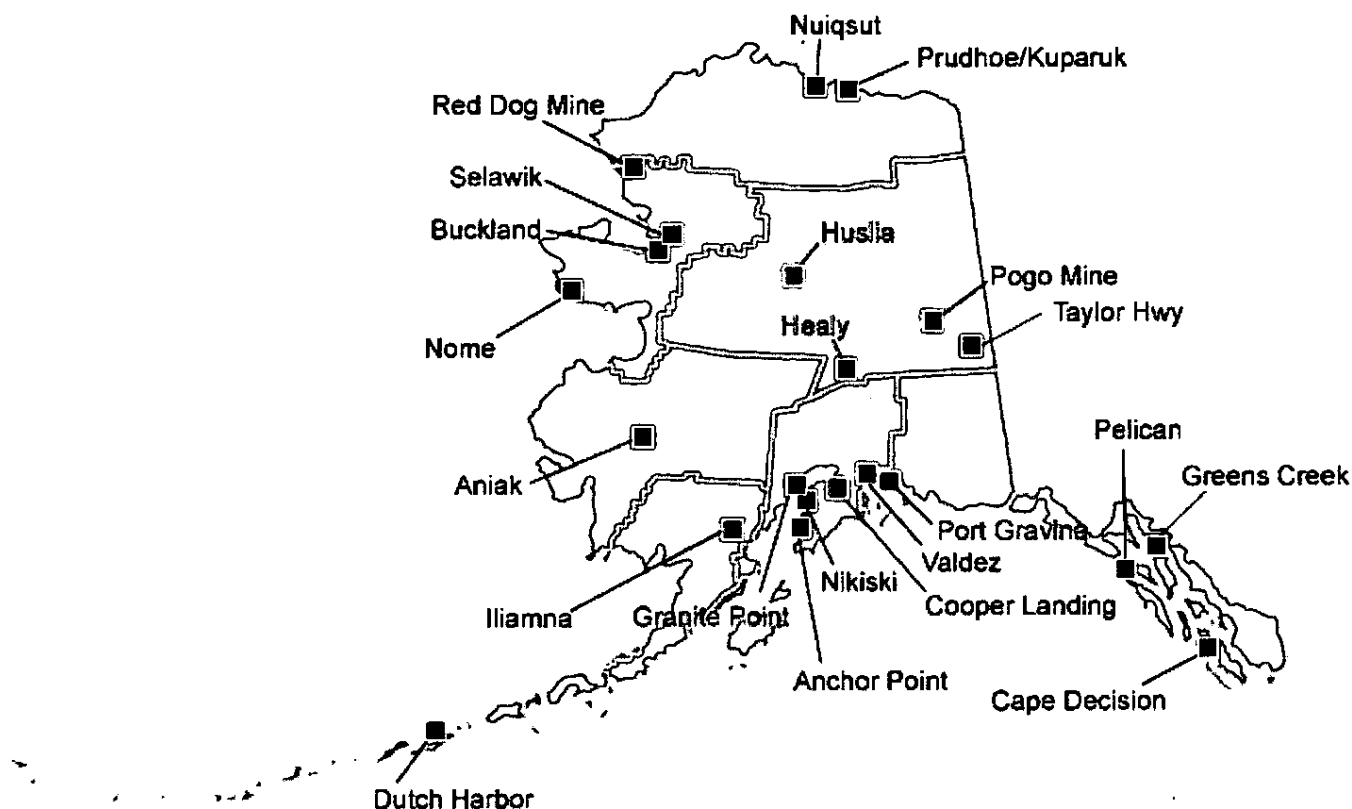 Nuiqsut
Prudhoe/Kuparuk
Red Dog Mine
Selawik
Buckland
Huslia
Pogo Mine
Taylor Hwy
Healy
Nome
Pelican
Greens Creek
Aniak
Port Gravina
Valdez
Nikiski
Cooper Landing
Iliamna
Granite Point
Anchor Point
Cape Decision
Dutch Harbor